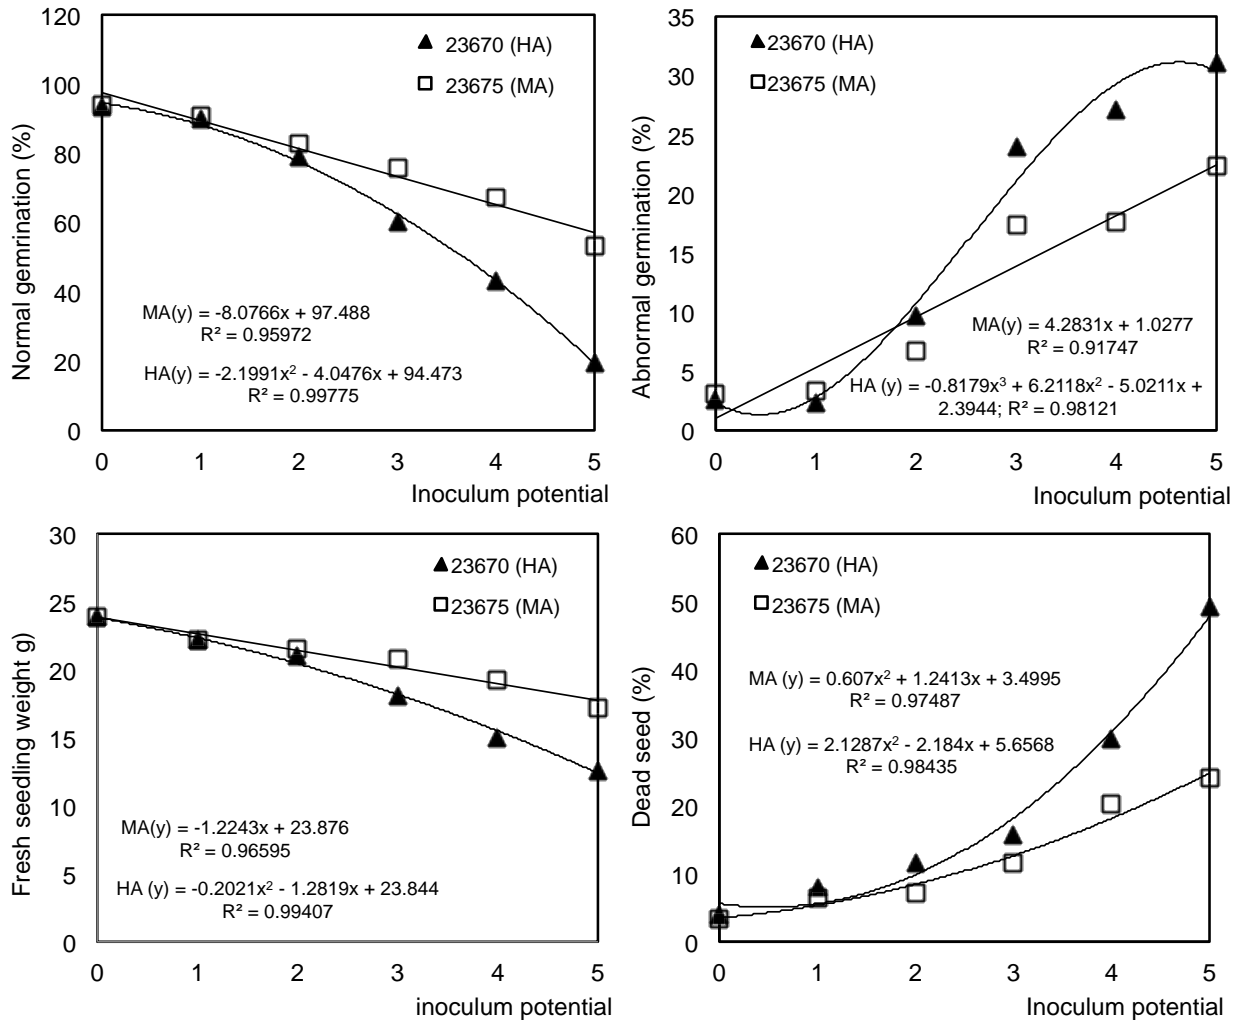 120
100
80
60
40
20
0
Normal gemrination (%)
23670 (HA)
23675 (MA)
MA(y) = -8.0766x + 97.488
R² = 0.95972
HA(y) = -2.1991x² - 4.0476x + 94.473
R² = 0.99775
0 1 2 3 4 5
Inoculum potential
35
30
25
20
15
10
5
0
Abnormal germination (%)
23670 (HA)
23675 (MA)
MA(y) = 4.2831x + 1.0277
R² = 0.91747
HA (y) = -0.8179x³ + 6.2118x² - 5.0211x +
2.3944; R² = 0.98121
0 1 2 3 4 5
Inoculum potential
30
25
20
15
10
5
0
Fresh seedling weight g)
23670 (HA)
23675 (MA)
MA(y) = -1.2243x + 23.876
R² = 0.96595
HA (y) = -0.2021x² - 1.2819x + 23.844
R² = 0.99407
0 1 2 3 4 5
inoculum potential
60
50
40
30
20
10
0
Dead seed (%)
23670 (HA)
23675 (MA)
MA (y) = 0.607x² + 1.2413x + 3.4995
R² = 0.97487
HA (y) = 2.1287x² - 2.184x + 5.6568
R² = 0.98435
0 1 2 3 4 5
Inoculum potential